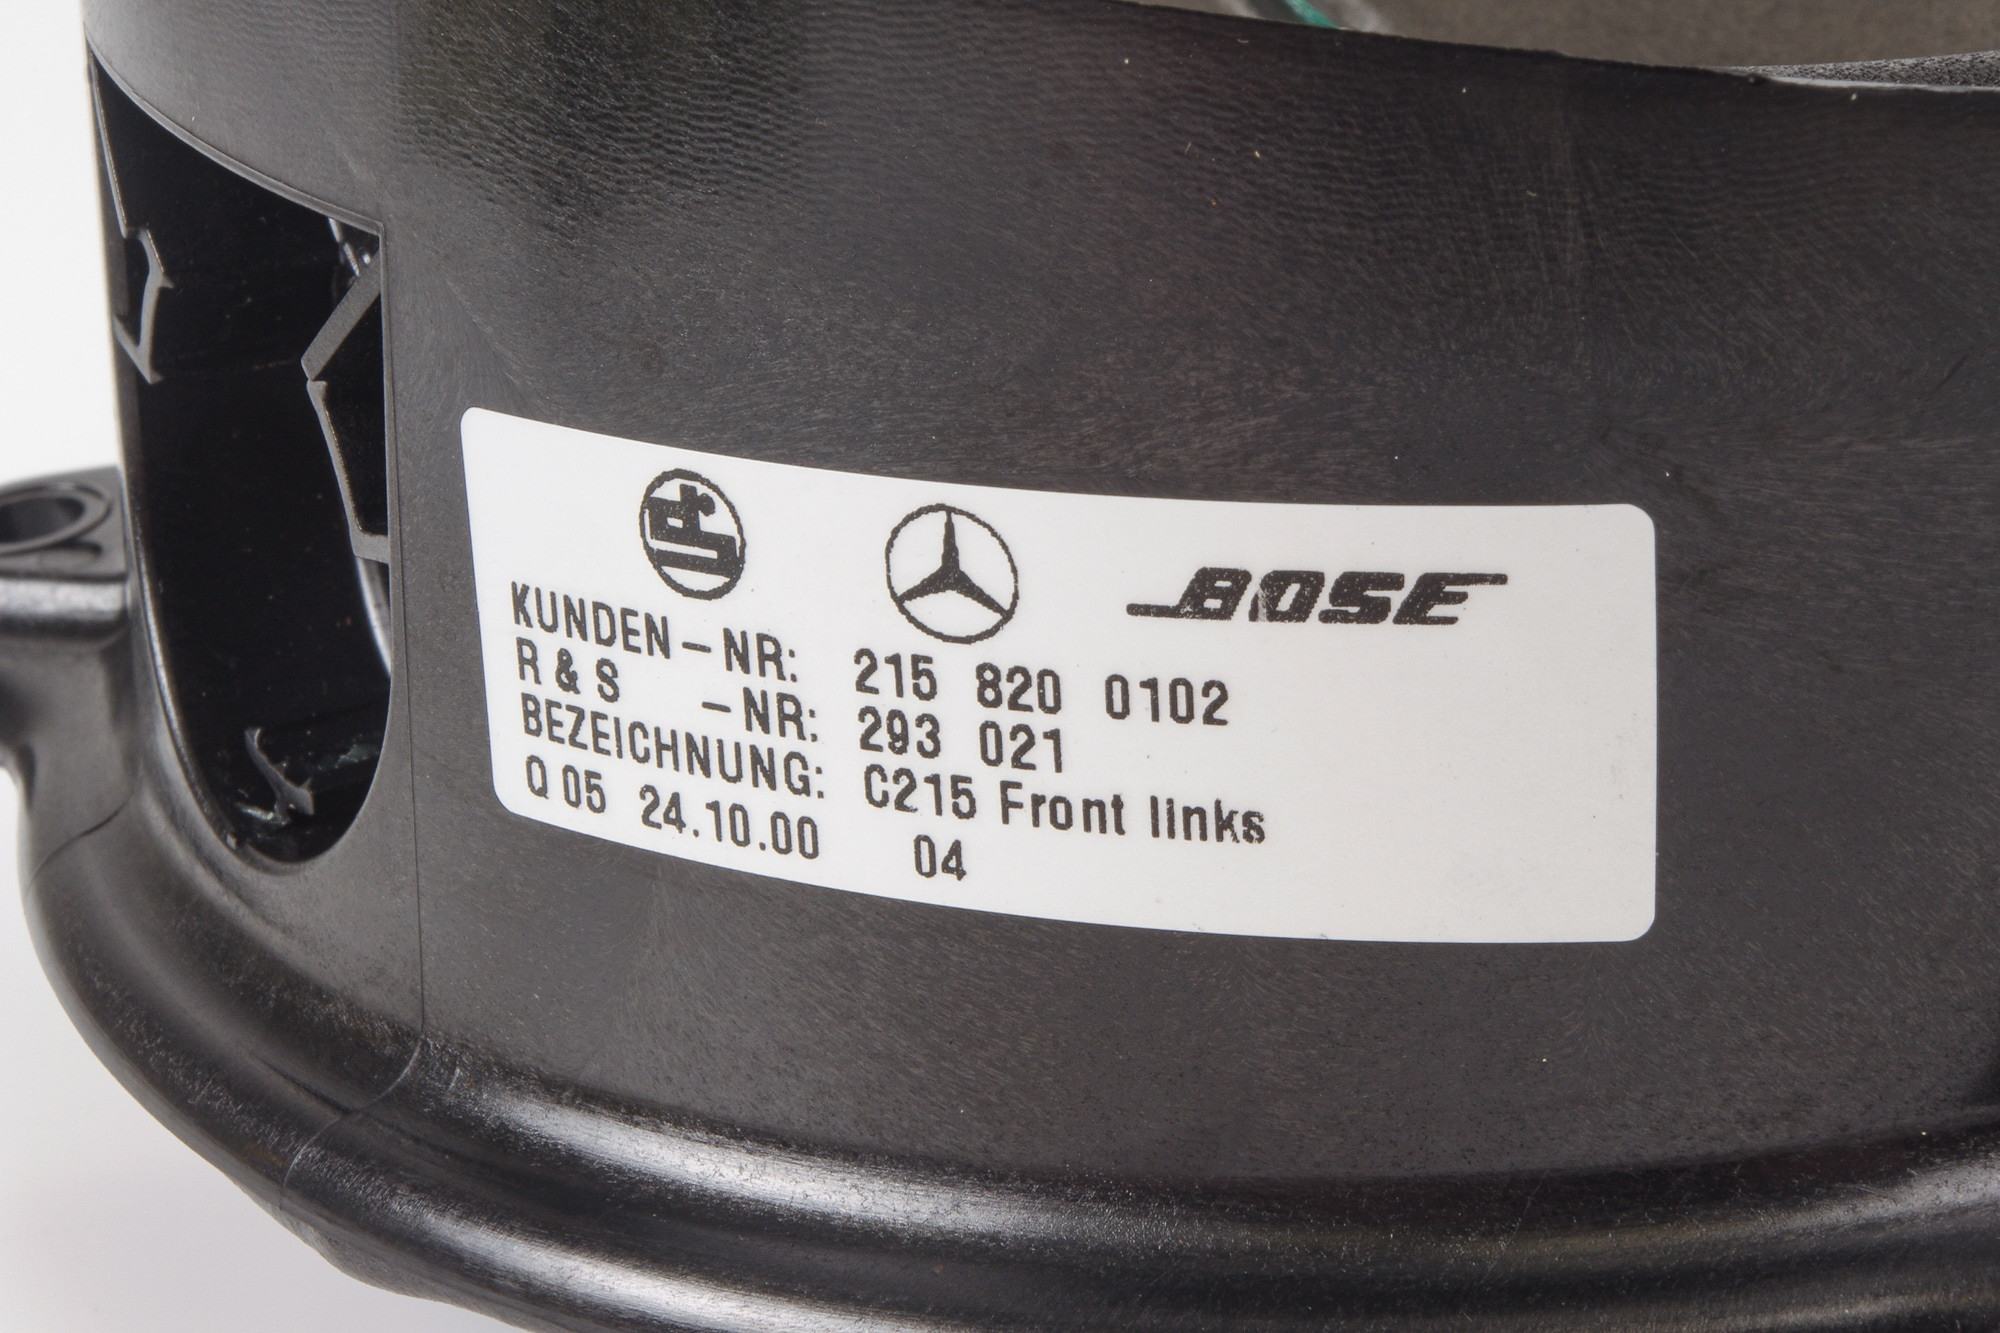 BOSE
KUNDEN-NR: 215 820 0102
R & S -NR: 293 021
BEZEICHNUNG: C215 Front links
Q 05 24.10.00 04